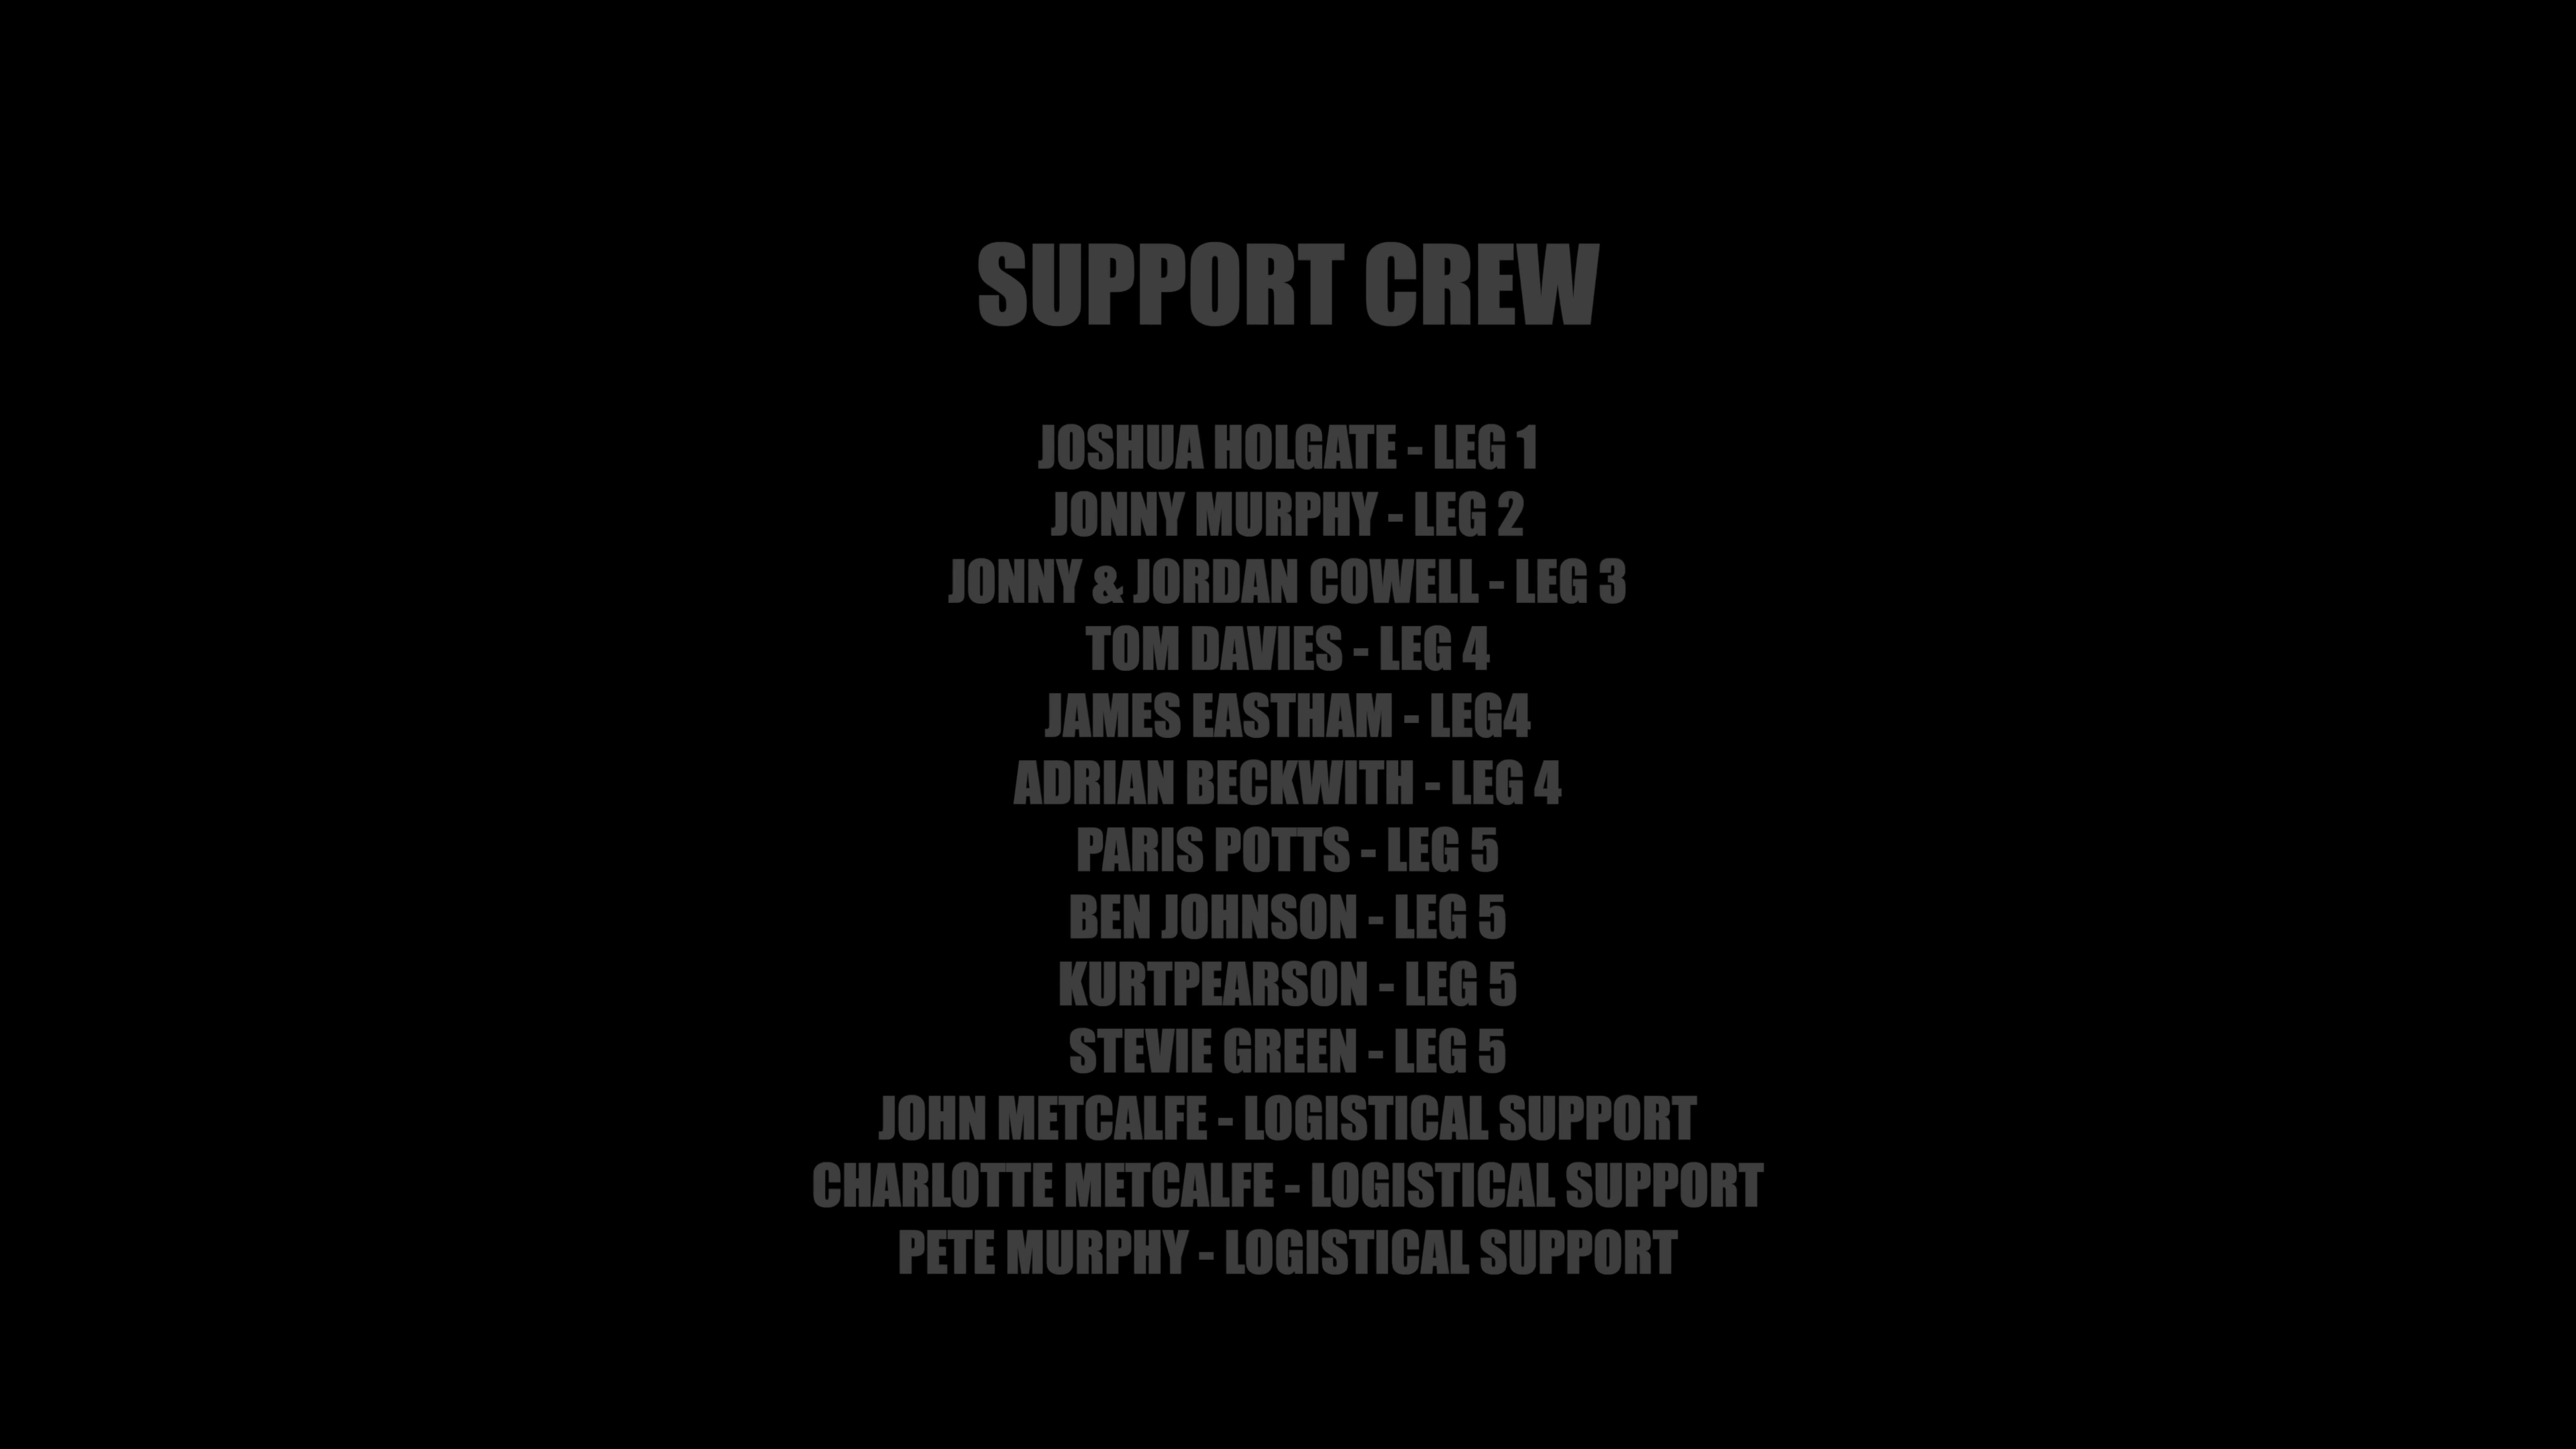 SUPPORT CREW
JOSHUA HOLGATE - LEG 1
JONNY MURPHY - LEG 2
JONNY & JORDAN COWELL - LEG 3
TOM DAVIES - LEG 4
JAMES EASTHAM - LEG4
ADRIAN BECKWITH - LEG 4
PARIS POTTS - LEG 5
BEN JOHNSON - LEG 5
KURTPEARSON - LEG 5
STEVIE GREEN - LEG 5
JOHN METCALFE - LOGISTICAL SUPPORT
CHARLOTTE METCALFE - LOGISTICAL SUPPORT
PETE MURPHY - LOGISTICAL SUPPORT